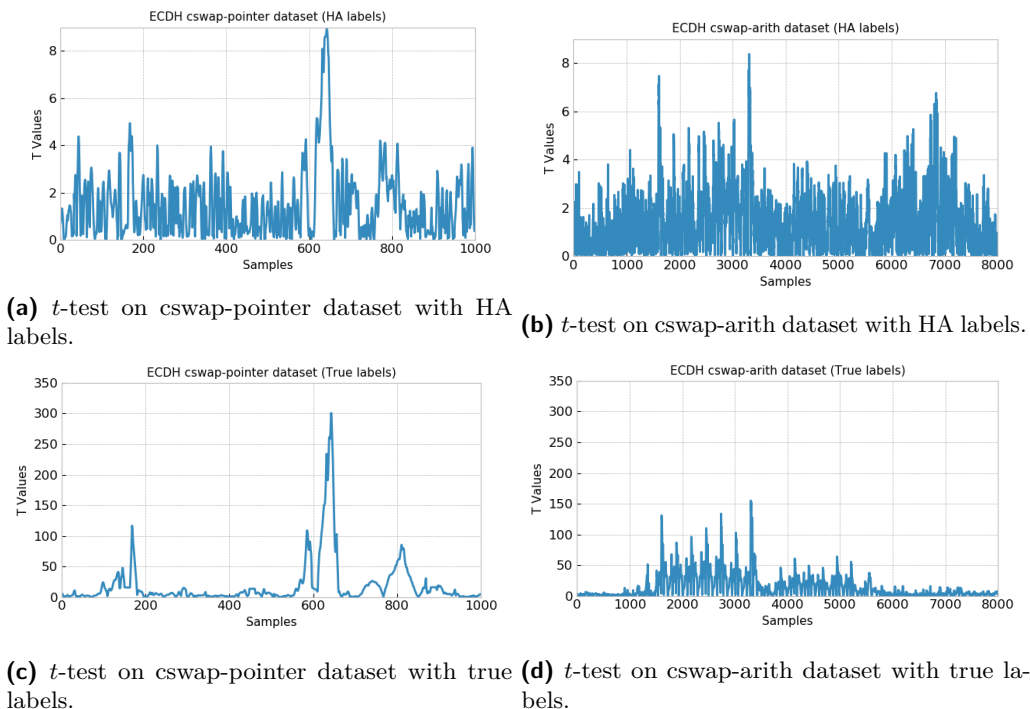 ECDH cswap-pointer dataset (HA labels)
8
6
4
2
0
T Values
0 200 400 600 800 1000
Samples
(a) t-test on cswap-pointer dataset with HA
labels.
ECDH cswap-arith dataset (HA labels)
8
6
4
2
0
T Values
0 1000 2000 3000 4000 5000 6000 7000 8000
Samples
(b) t-test on cswap-arith dataset with HA labels.
ECDH cswap-pointer dataset (True labels)
350
300
250
200
150
100
50
0
T Values
0 200 400 600 800 1000
Samples
(c) t-test on cswap-pointer dataset with true
labels.
ECDH cswap-arith dataset (True labels)
350
300
250
200
150
100
50
0
T Values
0 1000 2000 3000 4000 5000 6000 7000 8000
Samples
(d) t-test on cswap-arith dataset with true la-
bels.